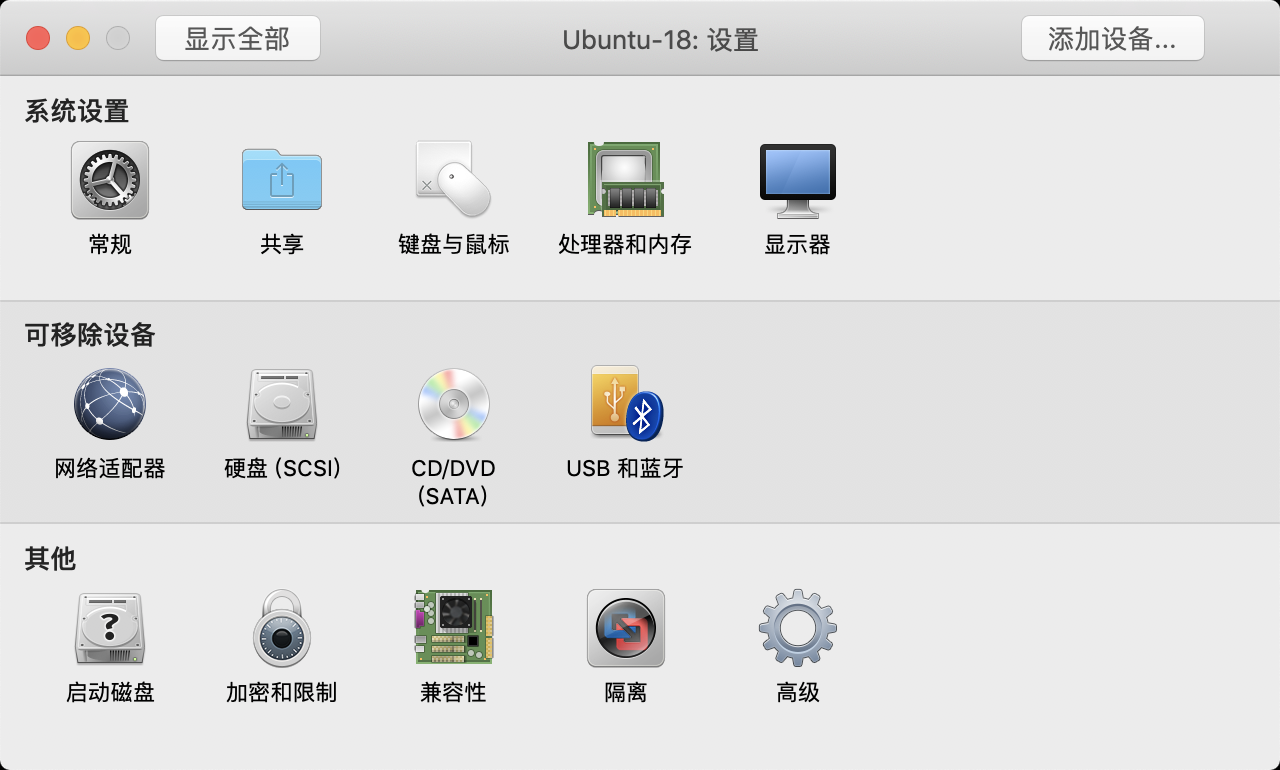 显示全部
Ubuntu-18: 设置
添加设备...
系统设置
常规
共享
键盘与鼠标
处理器和内存
显示器
可移除设备
网络适配器
硬盘 (SCSI)
CD/DVD
(SATA)
USB 和蓝牙
其他
?
启动磁盘
加密和限制
兼容性
隔离
高级